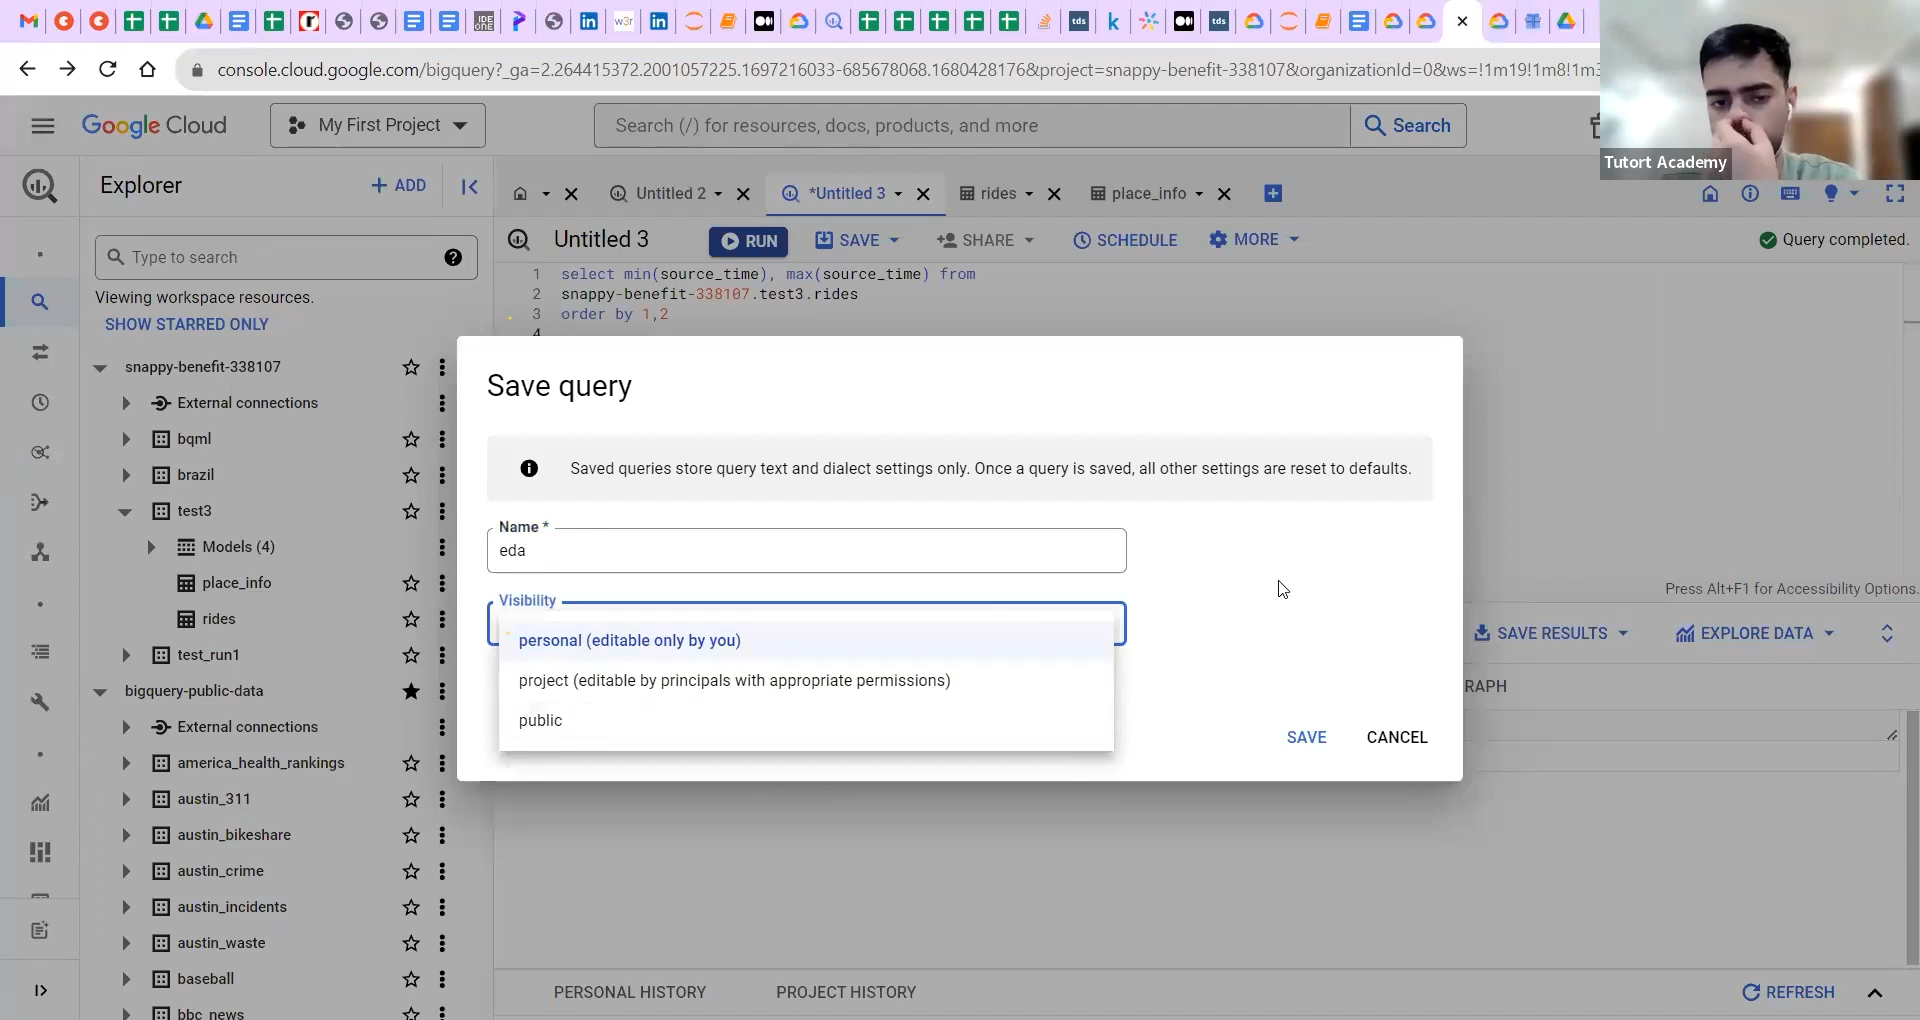 console.cloud.google.com/bigquery?_ga=2.264415372.2001057225.1697216033-685678068.1680428176&project=snappy-benefit-338107&organizationId=0&ws=!1m19!1m8!1m3
Tutort Academy
Google Cloud
My First Project
Search (/) for resources, docs, products, and more
Search
Explorer
+ ADD
Untitled 2
*Untitled 3
rides
place_info
Untitled 3
RUN
SAVE
SHARE
SCHEDULE
MORE
Query completed.
Type to search
Viewing workspace resources.
SHOW STARRED ONLY
1 select min(source_time), max(source_time) from
2 snappy-benefit-338107.test3.rides
3 order by 1,2
4
snappy-benefit-338107
External connections
bqml
brazil
test3
Models (4)
place_info
rides
test_run1
bigquery-public-data
External connections
america_health_rankings
austin_311
austin_bikeshare
austin_crime
austin_incidents
austin_waste
baseball
bbc_news
Save query
Saved queries store query text and dialect settings only. Once a query is saved, all other settings are reset to defaults.
Name *
eda
Visibility
personal (editable only by you)
project (editable by principals with appropriate permissions)
public
SAVE
CANCEL
Press Alt+F1 for Accessibility Options.
SAVE RESULTS
EXPLORE DATA
RAPH
PERSONAL HISTORY
PROJECT HISTORY
REFRESH